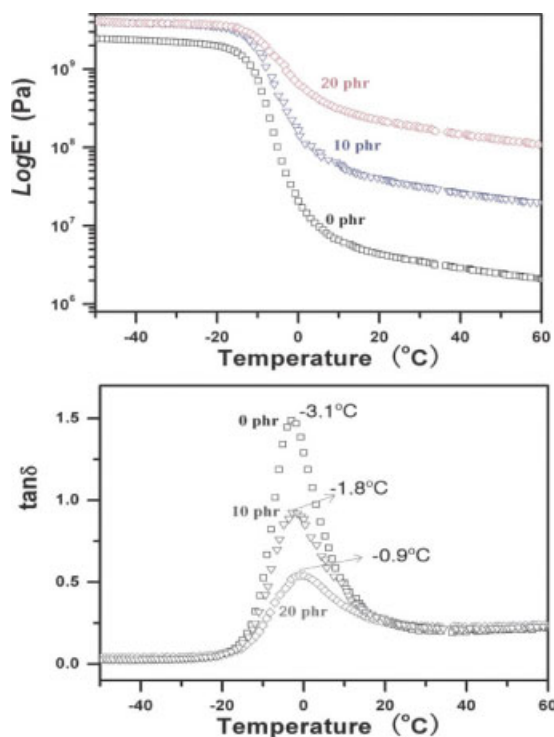 LogE' (Pa)
10⁹
10⁸
10⁷
10⁶
20 phr
10 phr
0 phr
-40 -20 0 20 40 60
Temperature (°C)
tanδ
1.5
1.0
0.5
0.0
0 phr
-3.1°C
10 phr
-1.8°C
-0.9°C
20 phr
-40 -20 0 20 40 60
Temperature (°C)